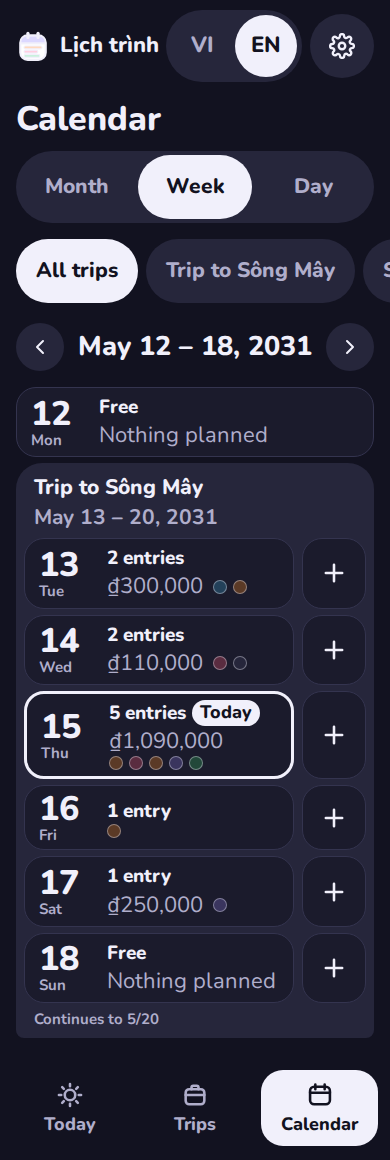 Lịch trình
VI
EN
Calendar
Month
Week
Day
All trips
Trip to Sông Mây
May 12 – 18, 2031
12
Mon
Free
Nothing planned
Trip to Sông Mây
May 13 – 20, 2031
13
Tue
2 entries
₫300,000
14
Wed
2 entries
₫110,000
15
Thu
5 entries Today
₫1,090,000
16
Fri
1 entry
17
Sat
1 entry
₫250,000
18
Sun
Free
Nothing planned
Continues to 5/20
Today
Trips
Calendar